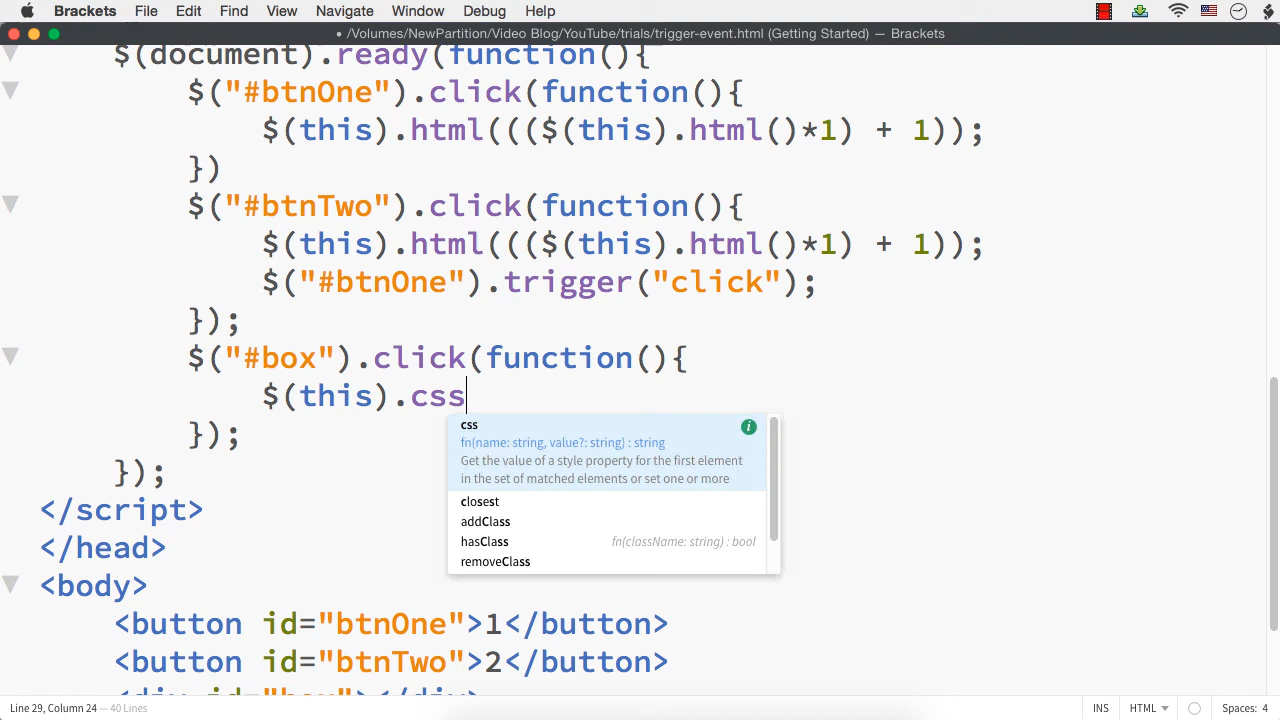 Brackets File Edit Find View Navigate Window Debug Help
• /Volumes/NewPartition/Video Blog/YouTube/trials/trigger-event.html (Getting Started) — Brackets
$(document).ready(function(){
$("#btnOne").click(function(){
$(this).html((($(this).html()*1) + 1));
})
$("#btnTwo").click(function(){
$(this).html((($(this).html()*1) + 1));
$("#btnOne").trigger("click");
});
$("#box").click(function(){
$(this).css
css
fn(name: string, value?: string) : string
Get the value of a style property for the first element
in the set of matched elements or set one or more
closest
addClass
hasClass fn(className: string) : bool
removeClass
});
});
</script>
</head>
<body>
<button id="btnOne">1</button>
<button id="btnTwo">2</button>
<div id="box"></div>
Line 29, Column 24 — 40 Lines INS HTML Spaces: 4